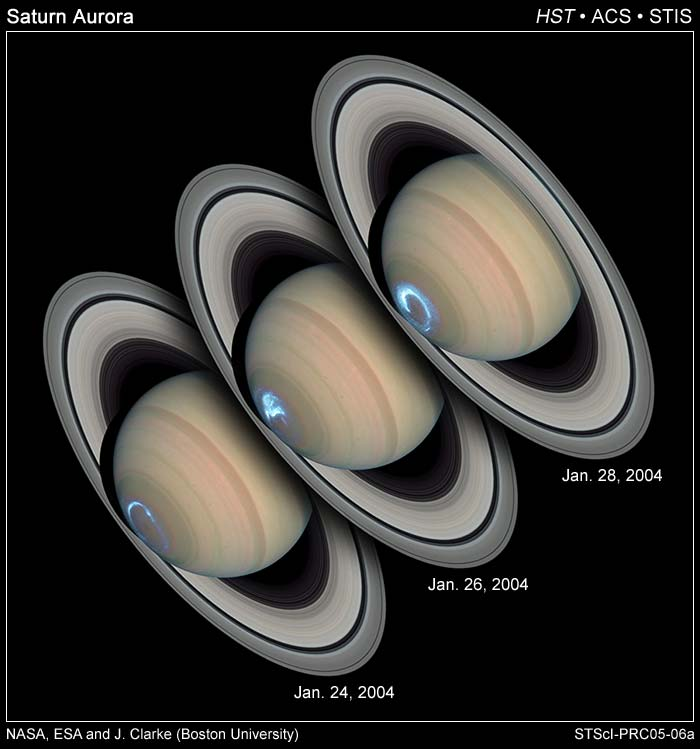 Saturn Aurora
HST • ACS • STIS
Jan. 28, 2004
Jan. 26, 2004
Jan. 24, 2004
NASA, ESA and J. Clarke (Boston University)
STScI-PRC05-06a